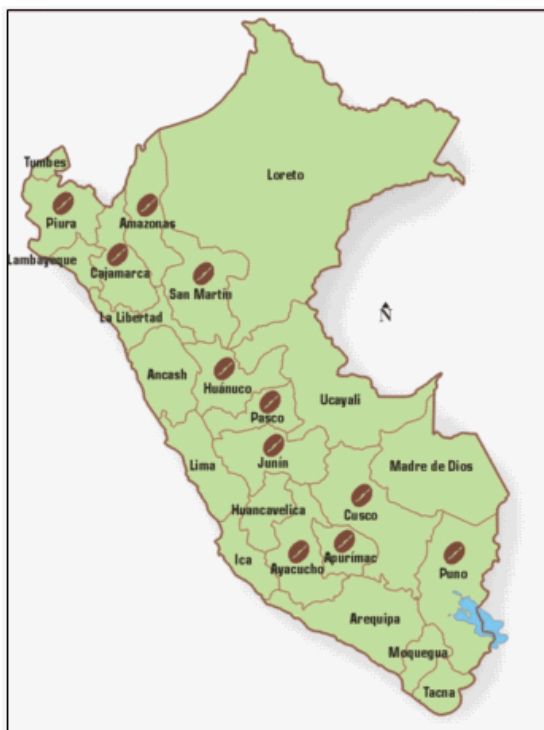 Tumbes
Loreto
Piura
Amazonas
Lambayeque
Cajamarca
San Martín
La Libertad
N
Ancash
Huánuco
Ucayali
Pasco
Lima
Junín
Madre de Dios
Huancavelica
Cusco
Ica
Ayacucho
Apurímac
Puno
Arequipa
Moquegua
Tacna